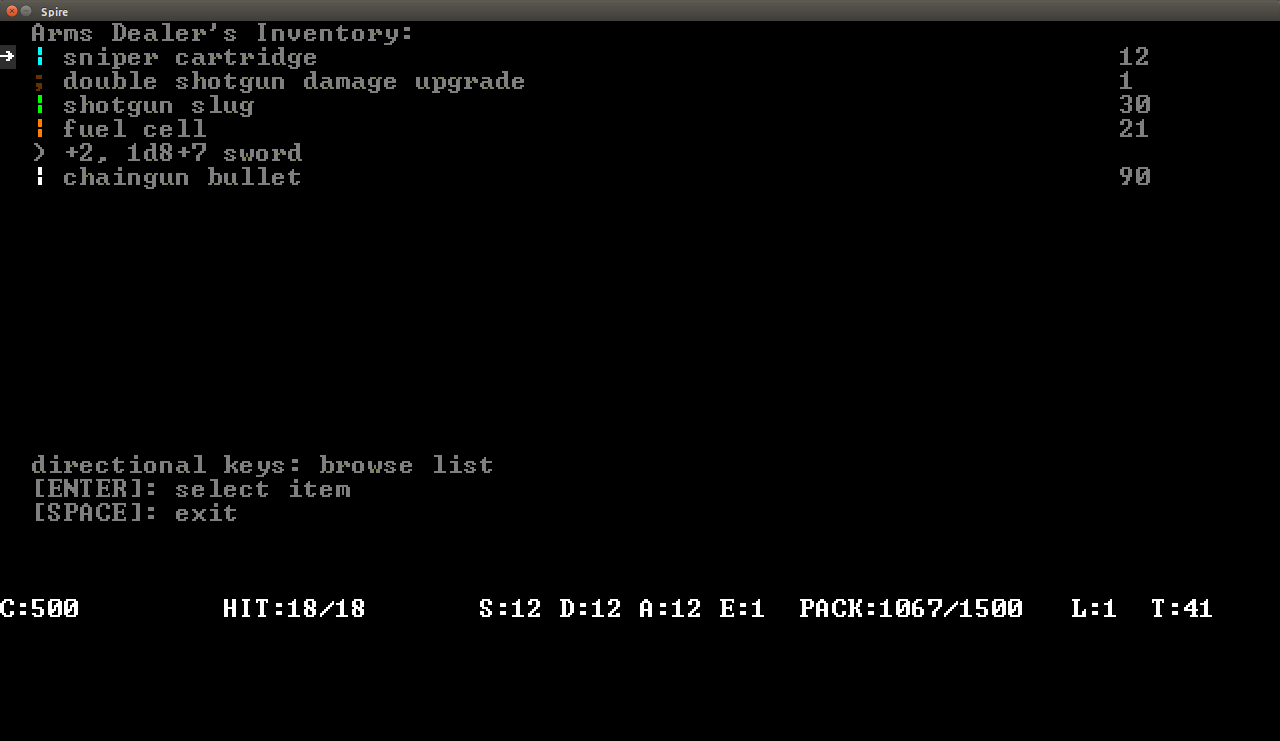 Spire
Arms Dealer's Inventory:
→ ¦ sniper cartridge 12
; double shotgun damage upgrade 1
¦ shotgun slug 30
¦ fuel cell 21
) +2, 1d8+7 sword
¦ chaingun bullet 90
directional keys: browse list
[ENTER]: select item
[SPACE]: exit
C:500 HIT:18/18 S:12 D:12 A:12 E:1 PACK:1067/1500 L:1 T:41